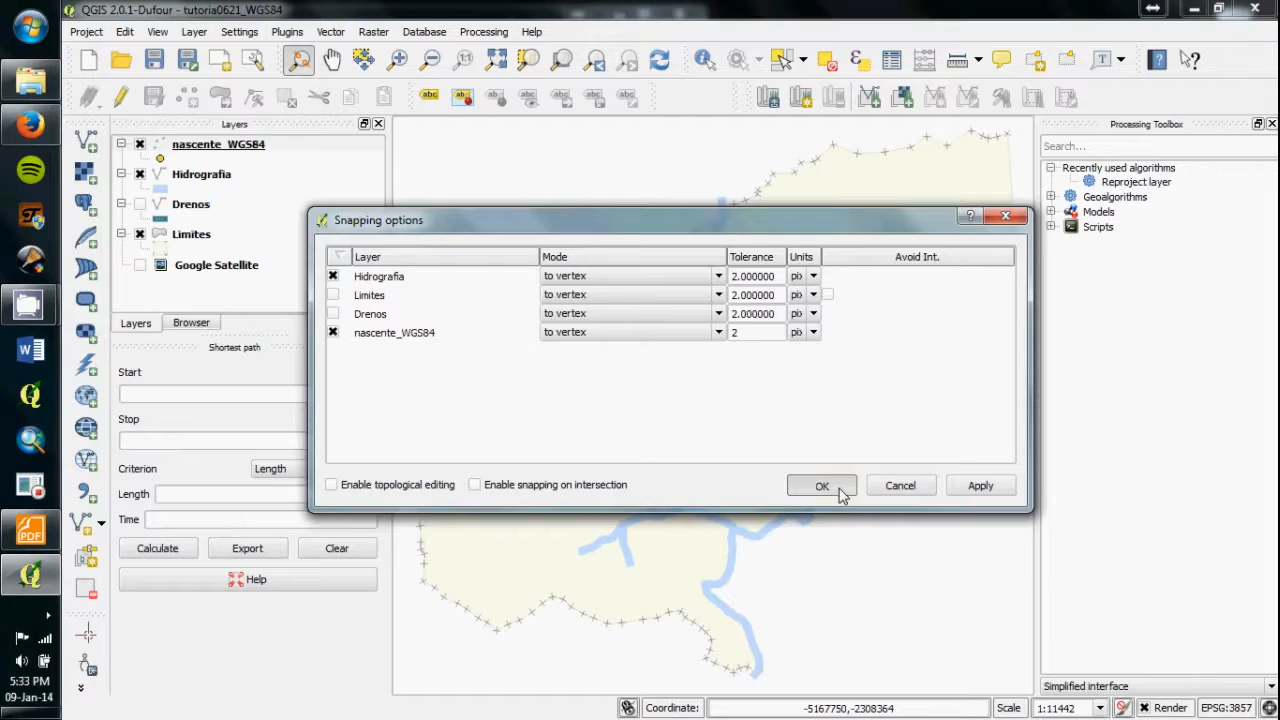 QGIS 2.0.1-Dufour - tutoria0621_WGS84
Project Edit View Layer Settings Plugins Vector Raster Database Processing Help
Layers
nascente_WGS84
Hidrografia
Drenos
Limites
Google Satellite
Layers Browser
Shortest path
Start
Stop
Criterion Length
Length
Time
Calculate Export Clear
Help
Snapping options
Layer Mode Tolerance Units Avoid Int.
Hidrografia to vertex 2.000000 pix
Limites to vertex 2.000000 pix
Drenos to vertex 2.000000 pix
nascente_WGS84 to vertex 2 pix
Enable topological editing Enable snapping on intersection OK Cancel Apply
Processing Toolbox
Search...
Recently used algorithms
Reproject layer
Geoalgorithms
Models
Scripts
Simplified interface
Coordinate: -5167750,-2308364 Scale 1:11442 Render EPSG:3857
5:33 PM
09-Jan-14